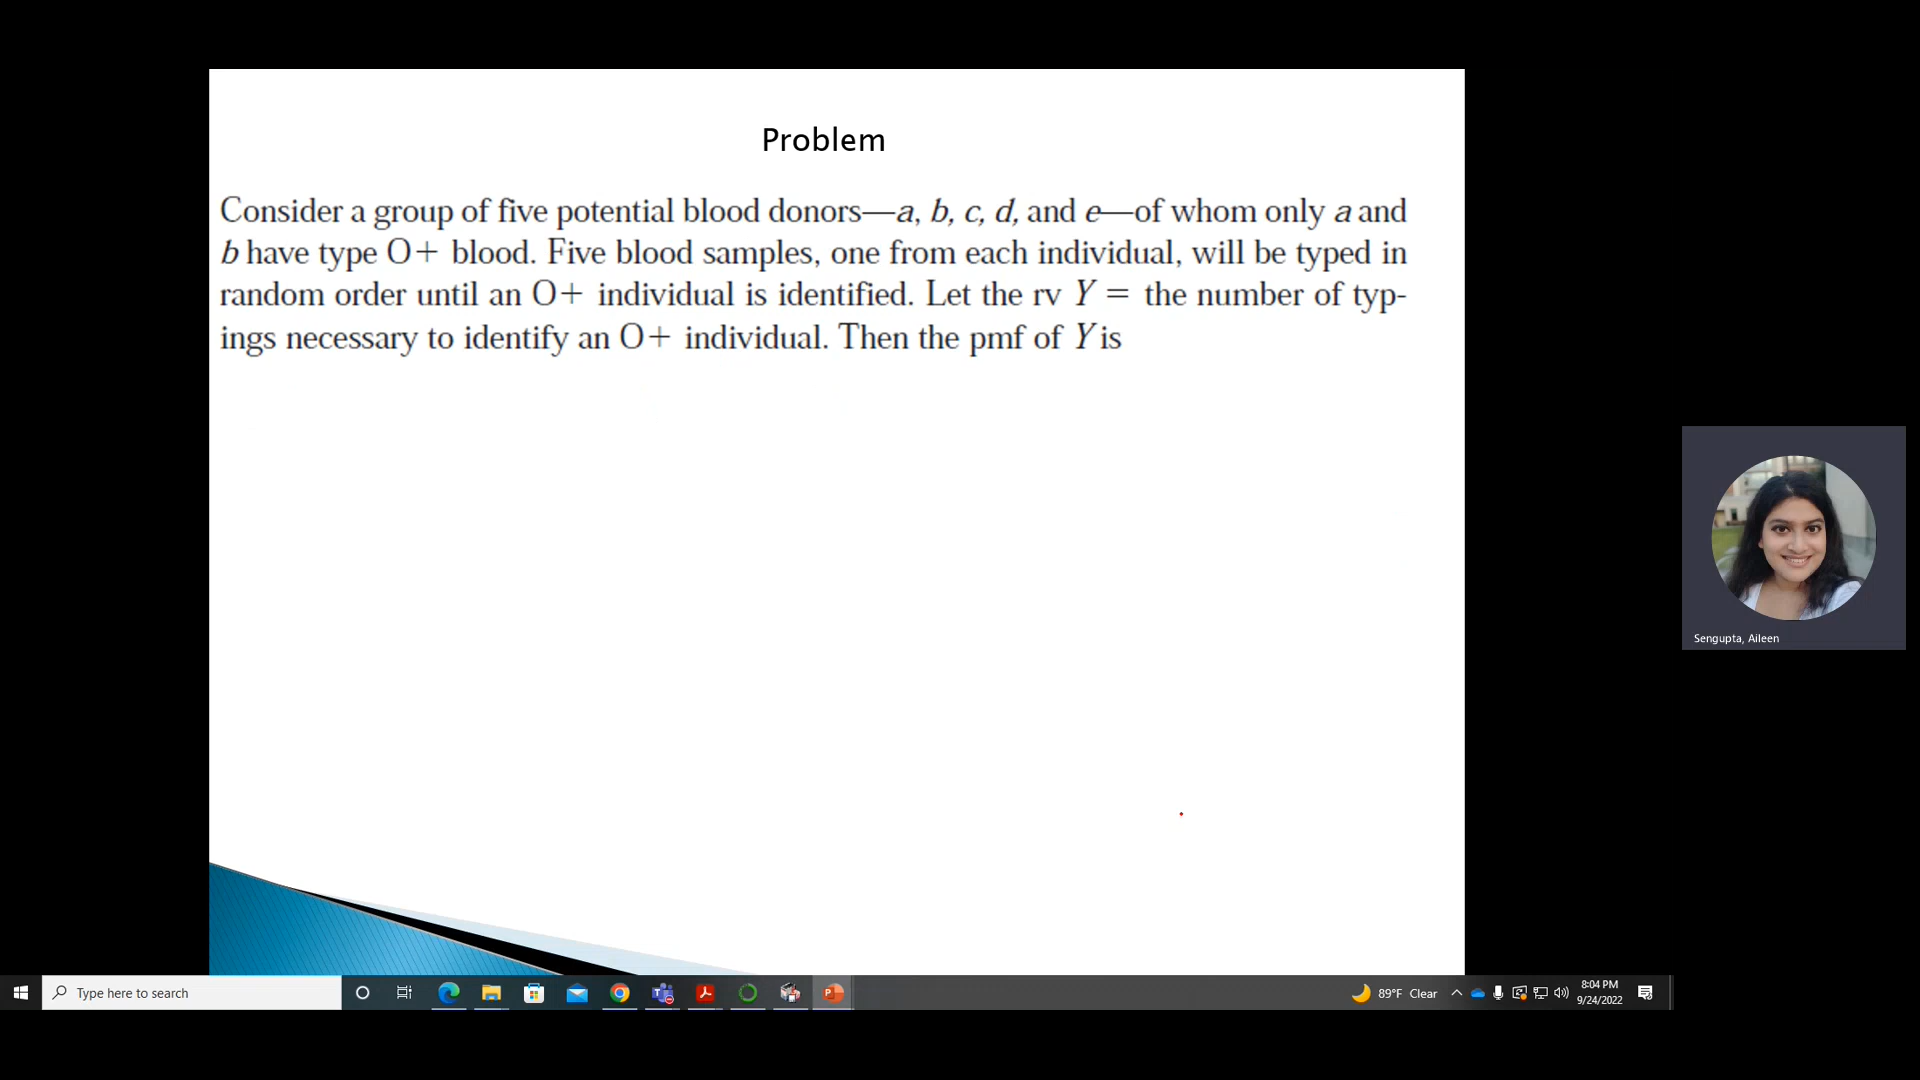 Problem
Consider a group of five potential blood donors—a, b, c, d, and e—of whom only a and
b have type O+ blood. Five blood samples, one from each individual, will be typed in
random order until an O+ individual is identified. Let the rv Y = the number of typ-
ings necessary to identify an O+ individual. Then the pmf of Y is
Sengupta, Aileen
Type here to search
89°F Clear
8:04 PM
9/24/2022